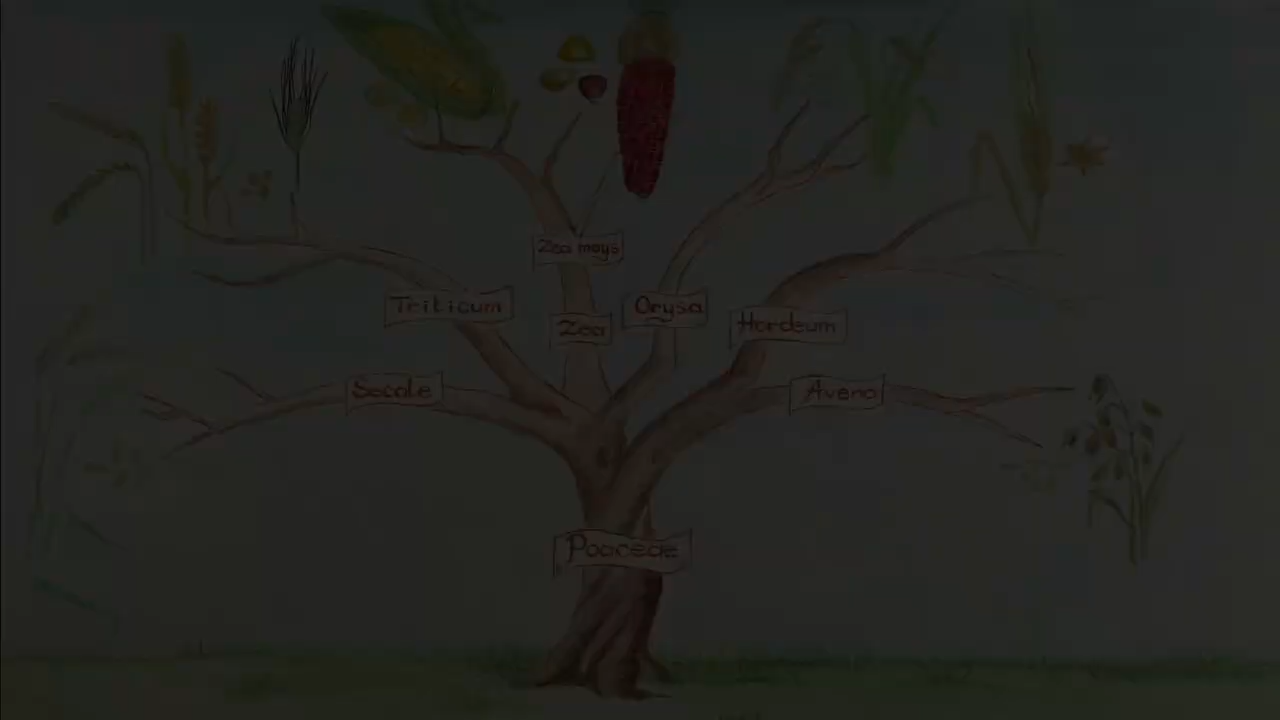 Zea mays
Triticum
Zea
Orysa
Hordeum
Secale
Avena
Poaceae